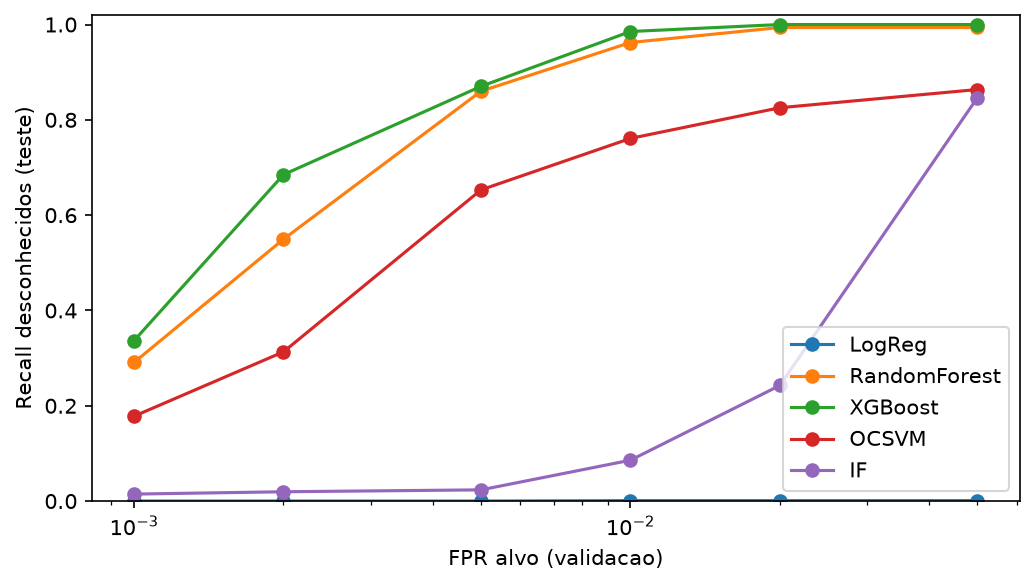 1.0
0.8
0.6
0.4
0.2
0.0
Recall desconhecidos (teste)
LogReg
RandomForest
XGBoost
OCSVM
IF
10⁻³
10⁻²
FPR alvo (validacao)